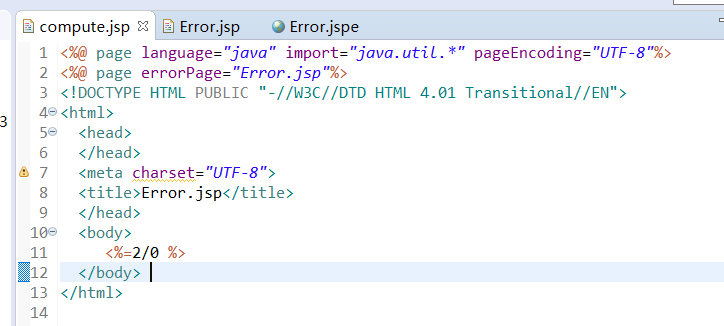 compute.jsp Error.jsp Error.jspe
3
1 <%@ page language="java" import="java.util.*" pageEncoding="UTF-8"%>
2 <%@ page errorPage="Error.jsp"%>
3 <!DOCTYPE HTML PUBLIC "-//W3C//DTD HTML 4.01 Transitional//EN">
4 <html>
5 <head>
6 </head>
7 <meta charset="UTF-8">
8 <title>Error.jsp</title>
9 </head>
10 <body>
11 <%=2/0 %>
12 </body>
13 </html>
14